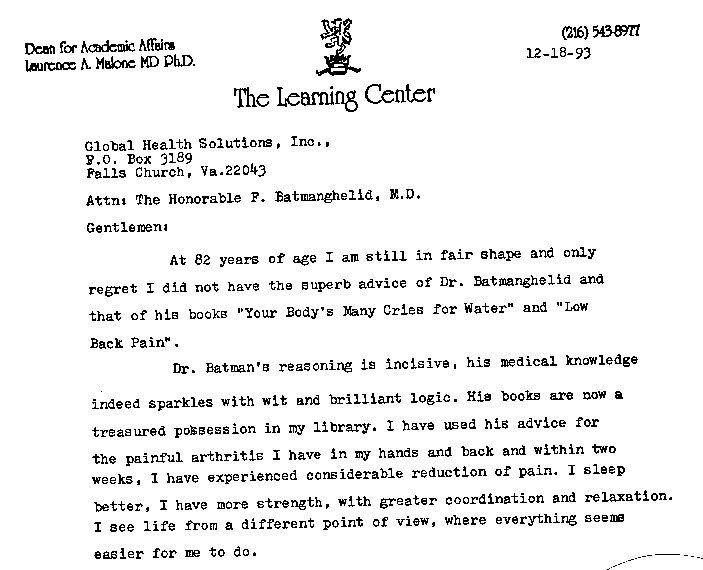 Dean for Academic Affairs
Laurence A. Malone MD Ph.D.
(216) 543-8977
12-18-93
The Learning Center
Global Health Solutions, Inc.,
P.O. Box 3189
Falls Church, Va.22043
Attn: The Honorable F. Batmanghelid, M.D.
Gentlemen:
At 82 years of age I am still in fair shape and only
regret I did not have the superb advice of Dr. Batmanghelid and
that of his books "Your Body's Many Cries for Water" and "Low
Back Pain".
Dr. Batman's reasoning is incisive, his medical knowledge
indeed sparkles with wit and brilliant logic. His books are now a
treasured possession in my library. I have used his advice for
the painful arthritis I have in my hands and back and within two
weeks, I have experienced considerable reduction of pain. I sleep
better, I have more strength, with greater coordination and relaxation.
I see life from a different point of view, where everything seems
easier for me to do.